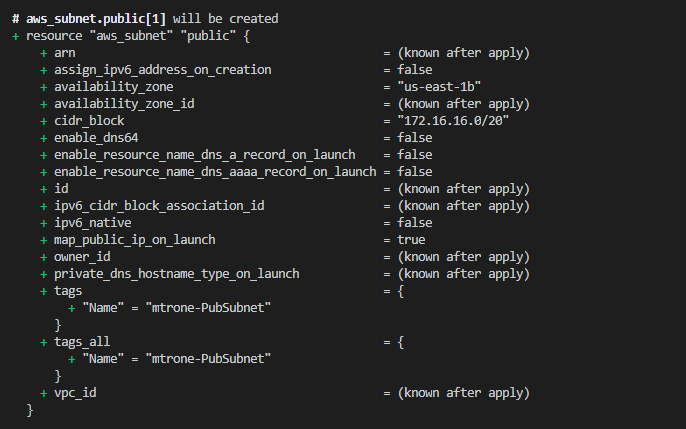 # aws_subnet.public[1] will be created
+ resource "aws_subnet" "public" {
    + arn                                            = (known after apply)
    + assign_ipv6_address_on_creation                = false
    + availability_zone                              = "us-east-1b"
    + availability_zone_id                           = (known after apply)
    + cidr_block                                     = "172.16.16.0/20"
    + enable_dns64                                   = false
    + enable_resource_name_dns_a_record_on_launch    = false
    + enable_resource_name_dns_aaaa_record_on_launch = false
    + id                                             = (known after apply)
    + ipv6_cidr_block_association_id                 = (known after apply)
    + ipv6_native                                    = false
    + map_public_ip_on_launch                        = true
    + owner_id                                       = (known after apply)
    + private_dns_hostname_type_on_launch            = (known after apply)
    + tags                                           = {
        + "Name" = "mtrone-PubSubnet"
      }
    + tags_all                                       = {
        + "Name" = "mtrone-PubSubnet"
      }
    + vpc_id                                         = (known after apply)
  }